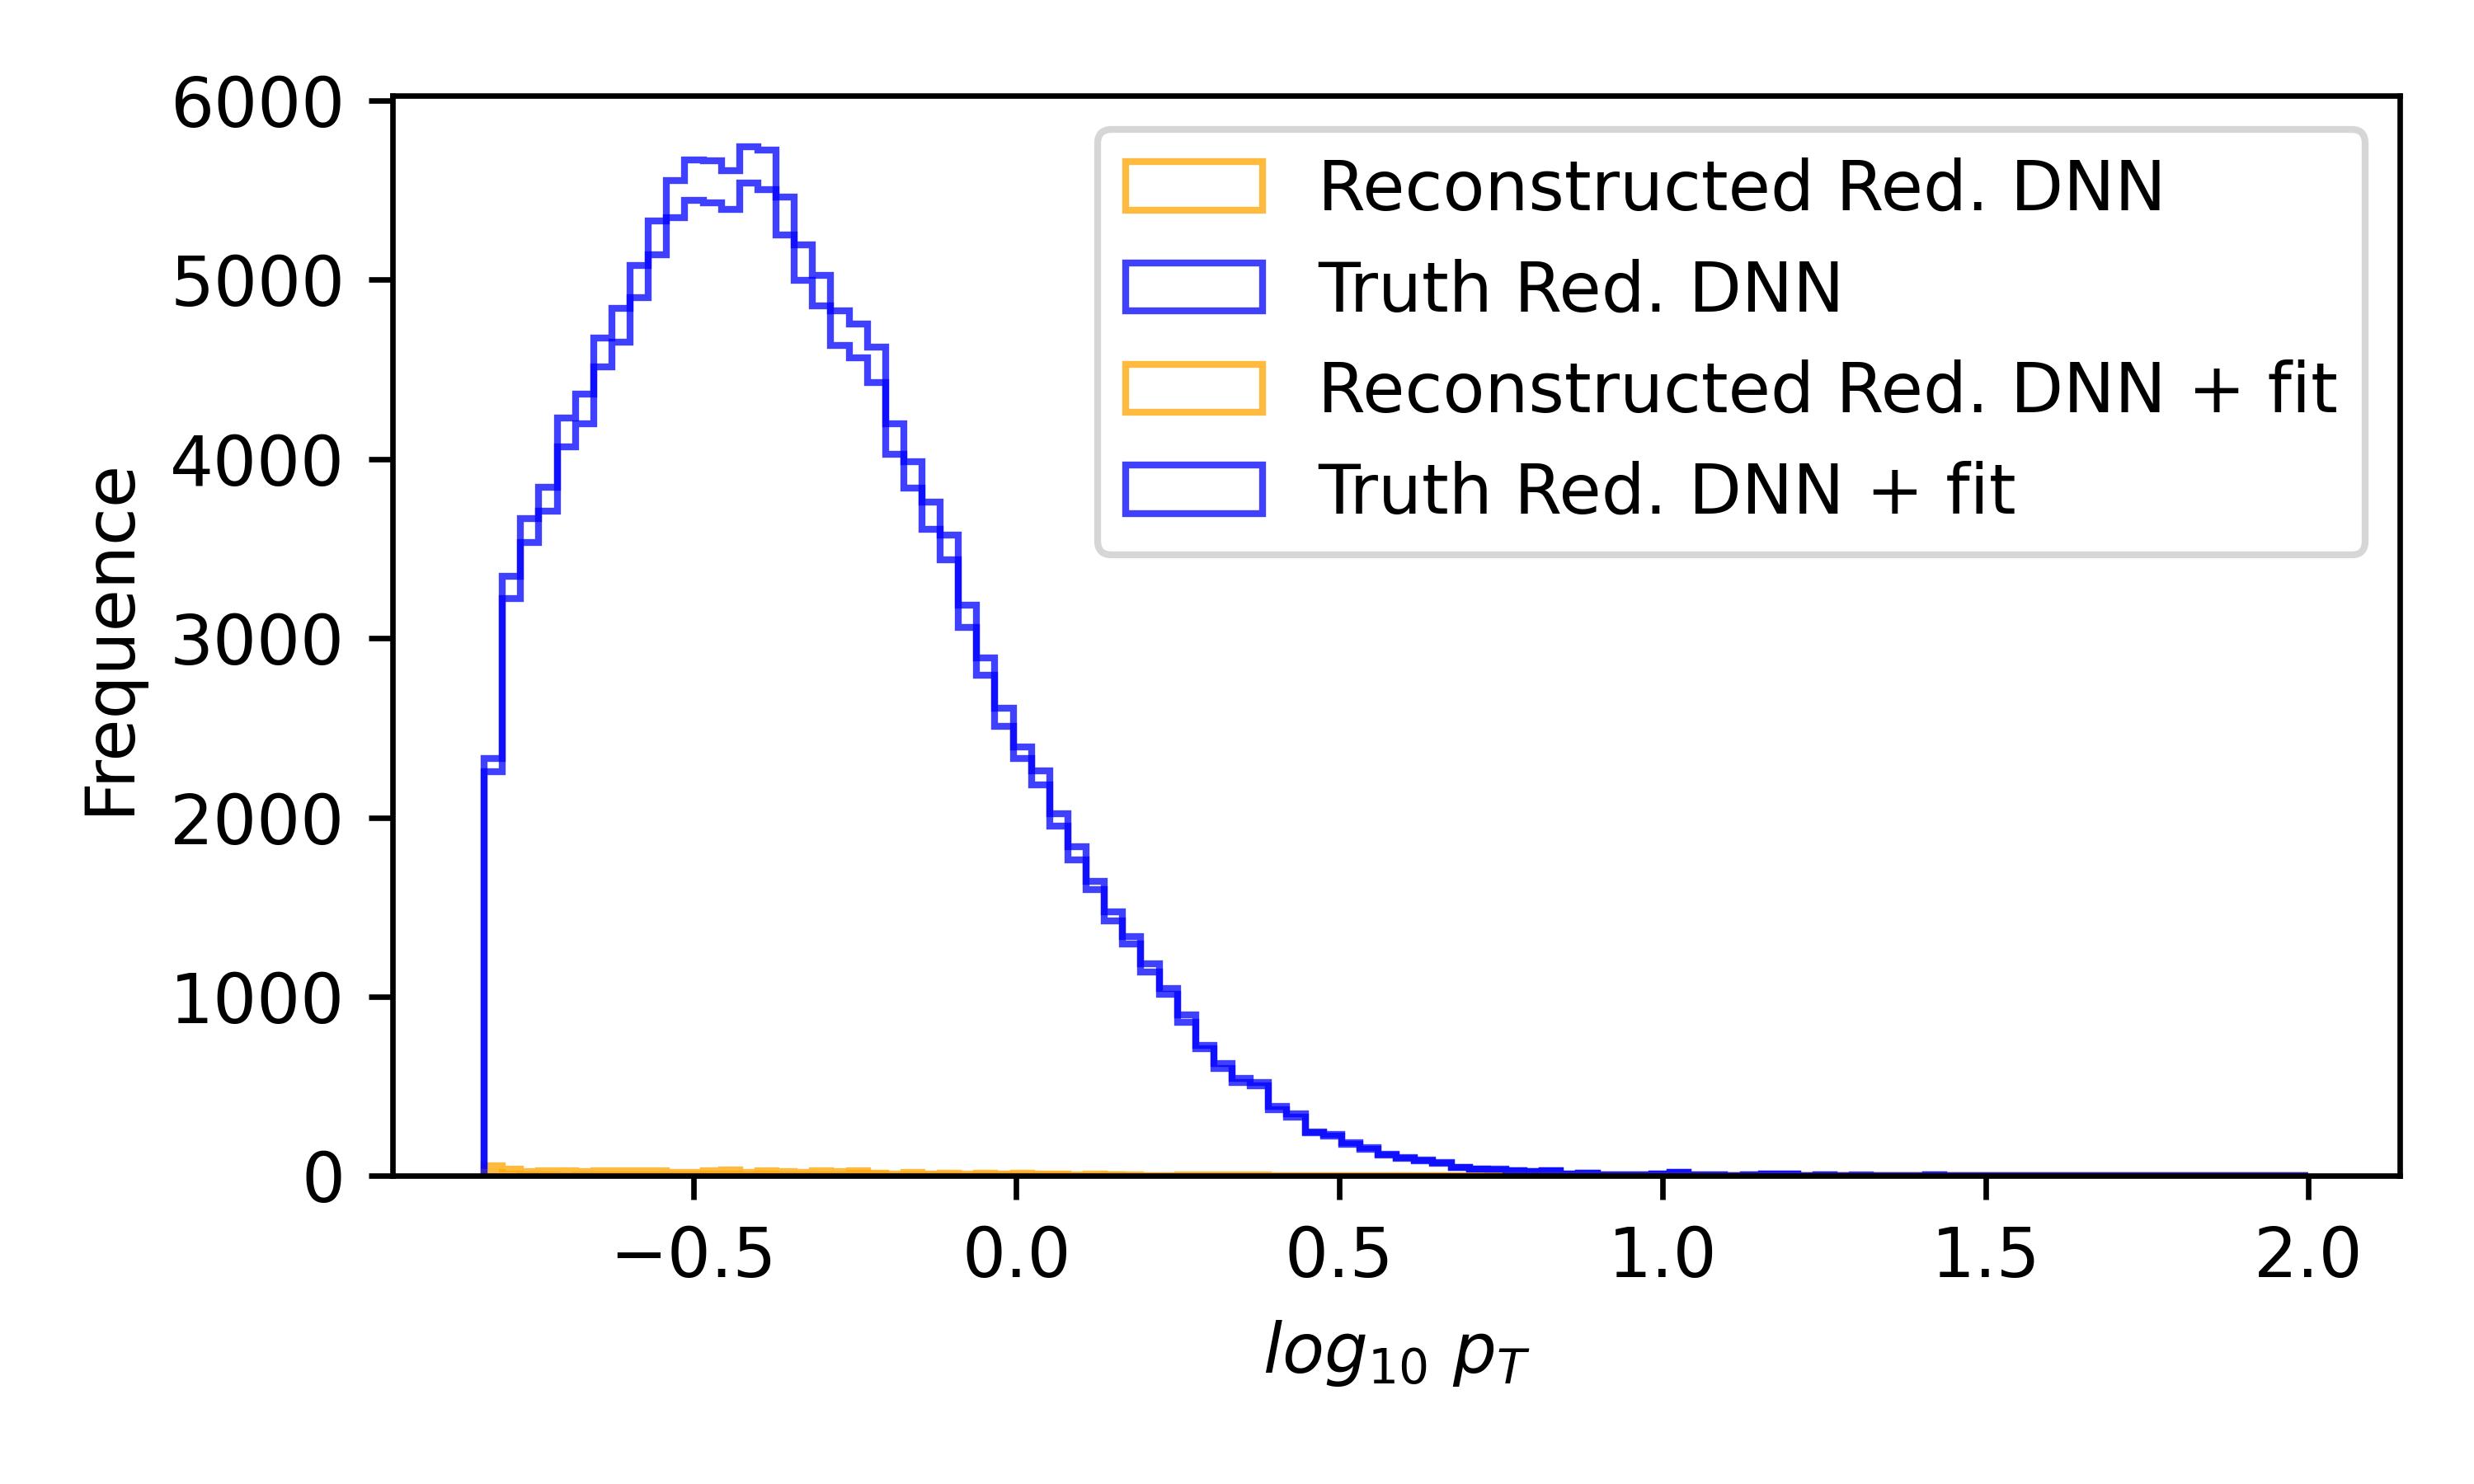 6000
5000
4000
3000
2000
1000
0
Frequence
Reconstructed Red. DNN
Truth Red. DNN
Reconstructed Red. DNN + fit
Truth Red. DNN + fit
−0.5 0.0 0.5 1.0 1.5 2.0
log10 pT